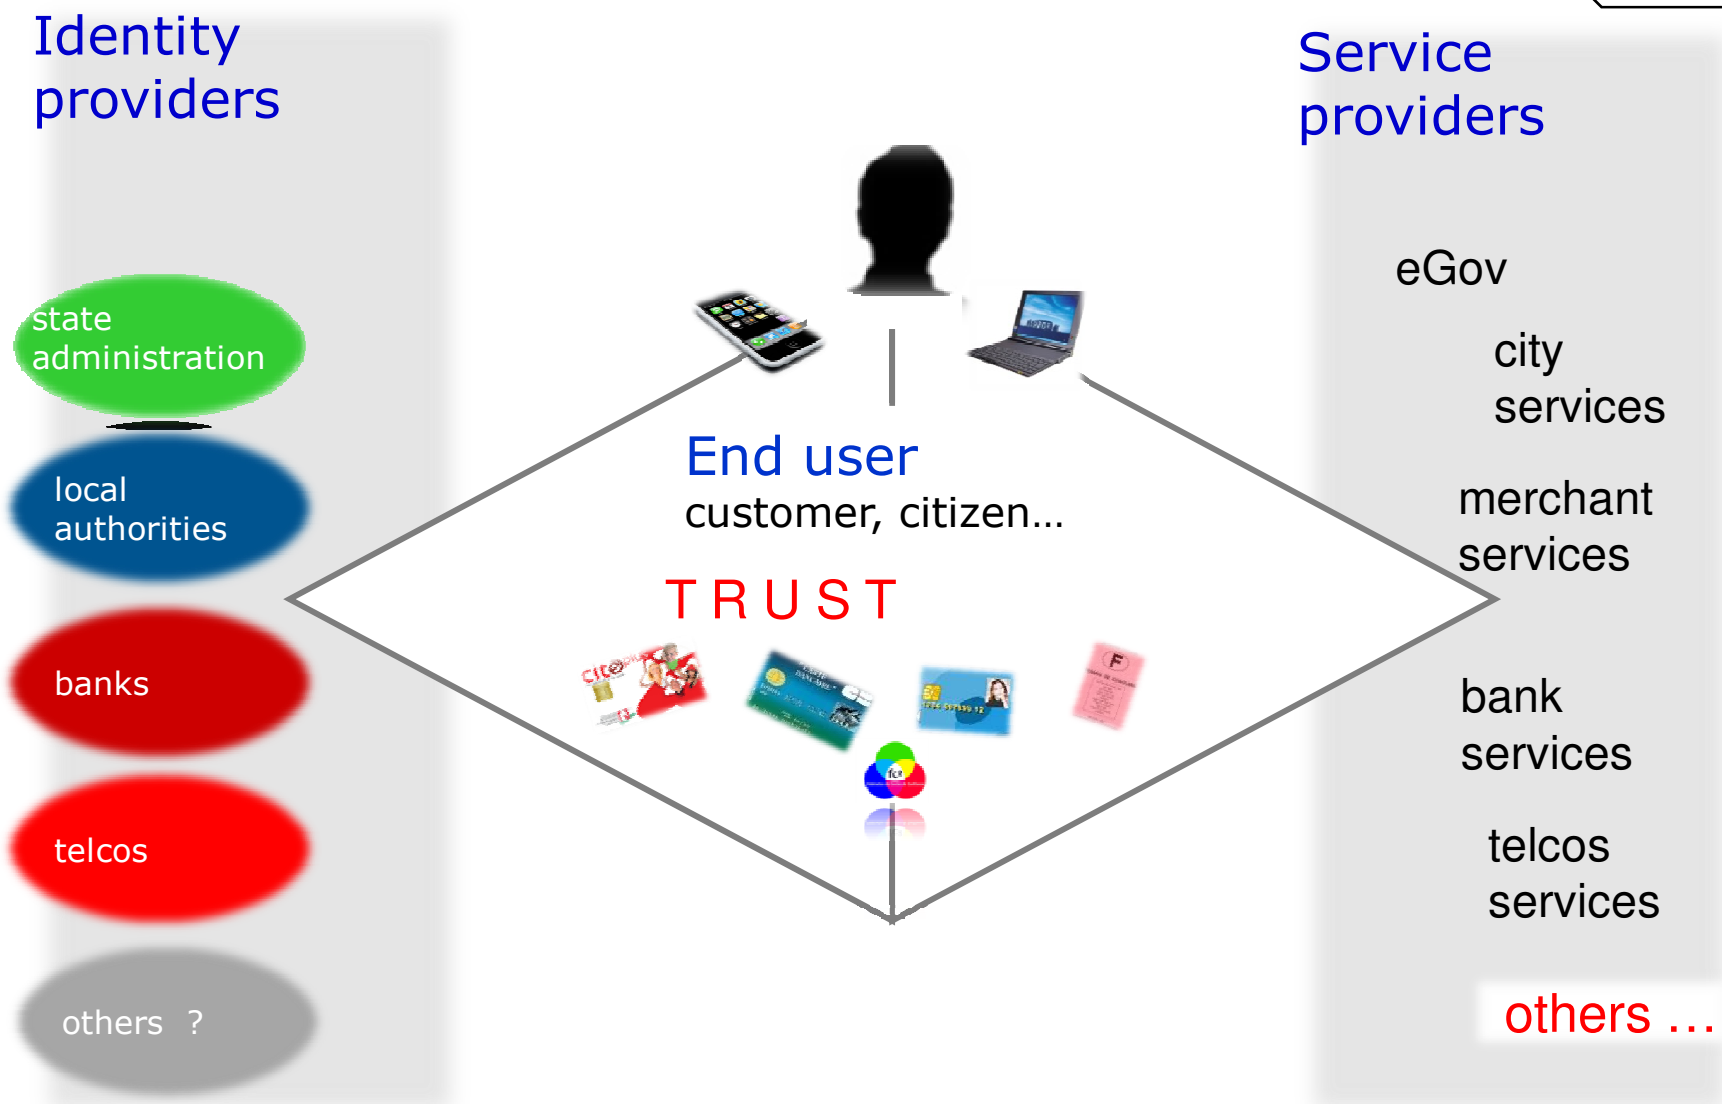 Identity
providers
Service
providers
state
administration
local
authorities
banks
telcos
others ?
End user
customer, citizen...
T R U S T
F
eGov
city
services
merchant
services
bank
services
telcos
services
others ...